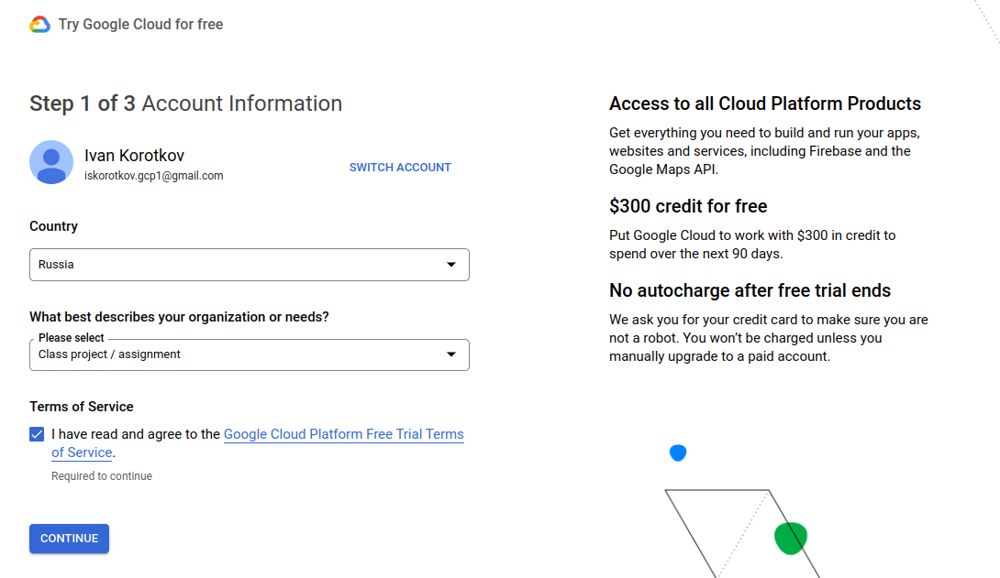 Try Google Cloud for free
Step 1 of 3 Account Information
Ivan Korotkov
iskorotkov.gcp1@gmail.com
SWITCH ACCOUNT
Country
Russia
What best describes your organization or needs?
Please select
Class project / assignment
Terms of Service
I have read and agree to the Google Cloud Platform Free Trial Terms
of Service.
Required to continue
CONTINUE
Access to all Cloud Platform Products
Get everything you need to build and run your apps,
websites and services, including Firebase and the
Google Maps API.
$300 credit for free
Put Google Cloud to work with $300 in credit to
spend over the next 90 days.
No autocharge after free trial ends
We ask you for your credit card to make sure you are
not a robot. You won’t be charged unless you
manually upgrade to a paid account.